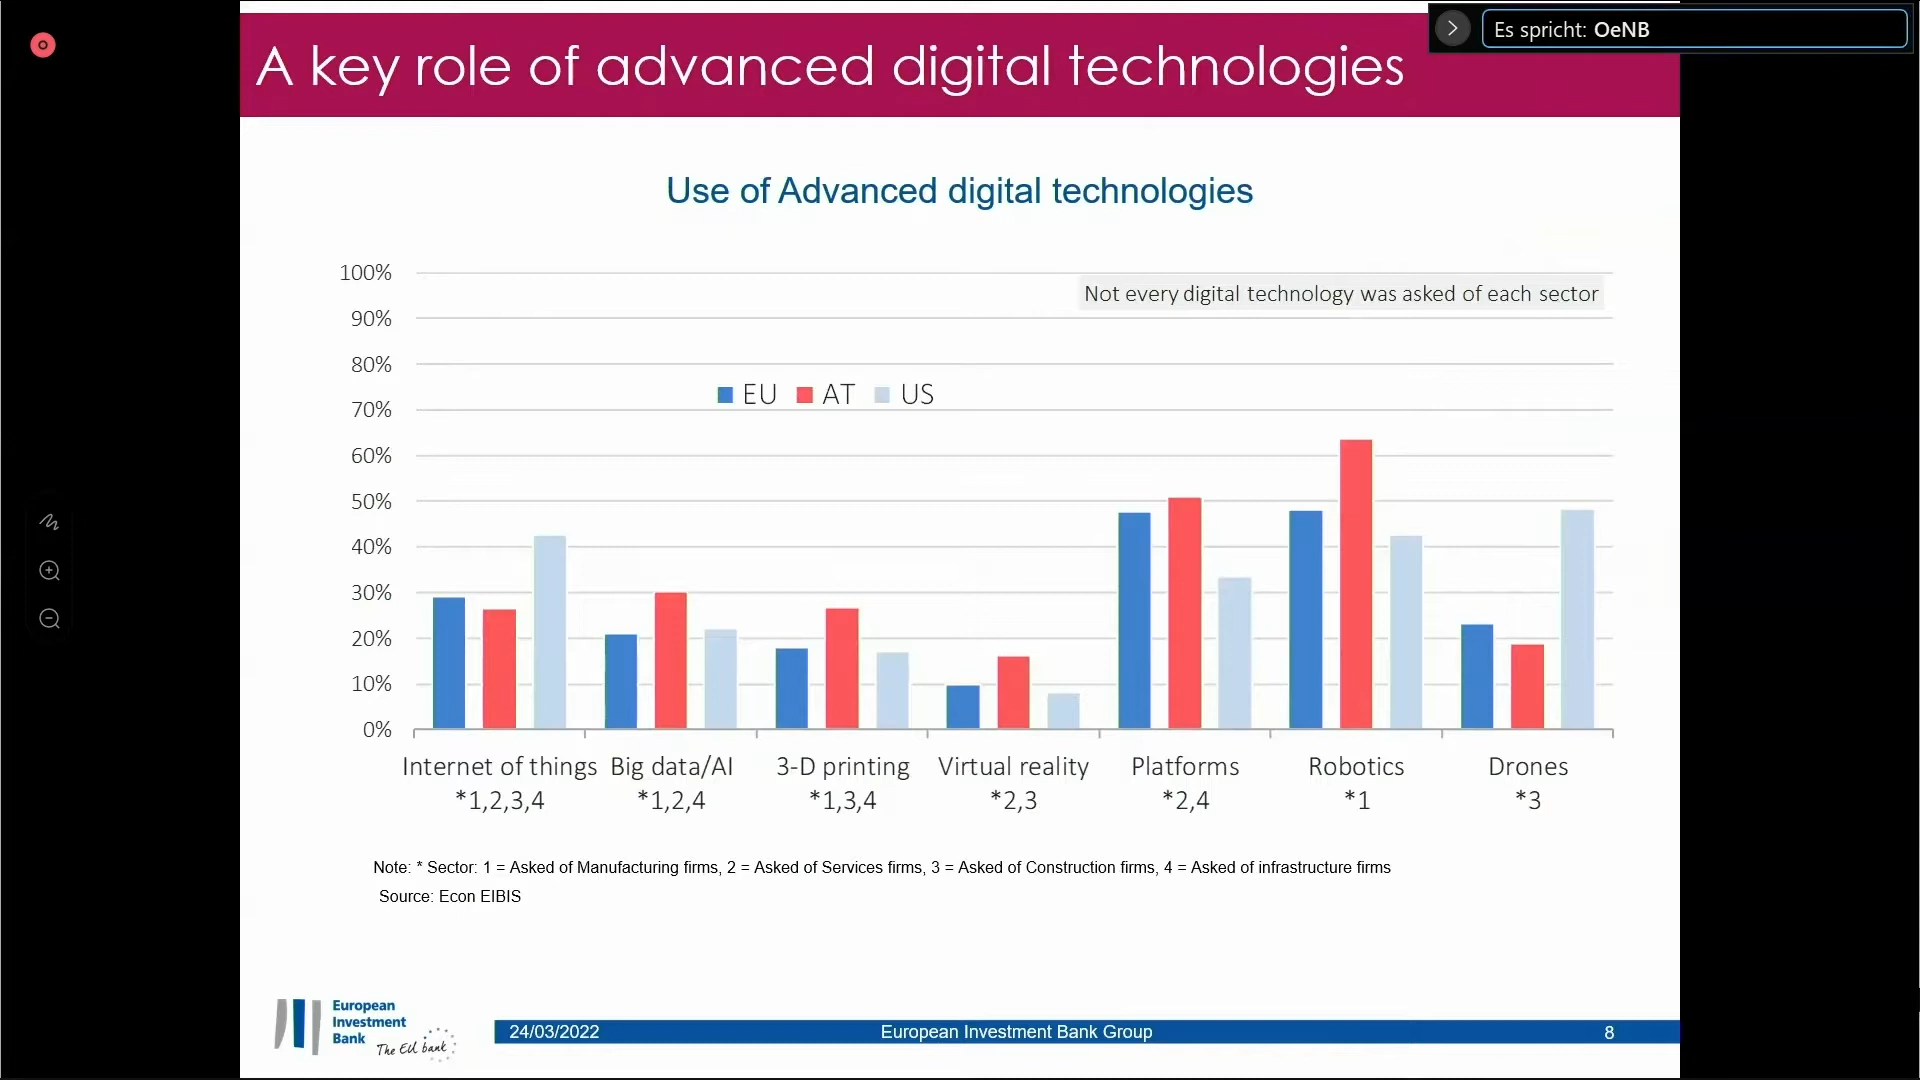 Es spricht: OeNB
A key role of advanced digital technologies
Use of Advanced digital technologies
100%
Not every digital technology was asked of each sector
90%
80%
EU AT US
70%
60%
50%
40%
30%
20%
10%
0%
Internet of things Big data/AI 3-D printing Virtual reality Platforms Robotics Drones
*1,2,3,4 *1,2,4 *1,3,4 *2,3 *2,4 *1 *3
Note: * Sector: 1 = Asked of Manufacturing firms, 2 = Asked of Services firms, 3 = Asked of Construction firms, 4 = Asked of infrastructure firms
Source: Econ EIBIS
European
Investment
Bank
The EU bank
24/03/2022 European Investment Bank Group 8